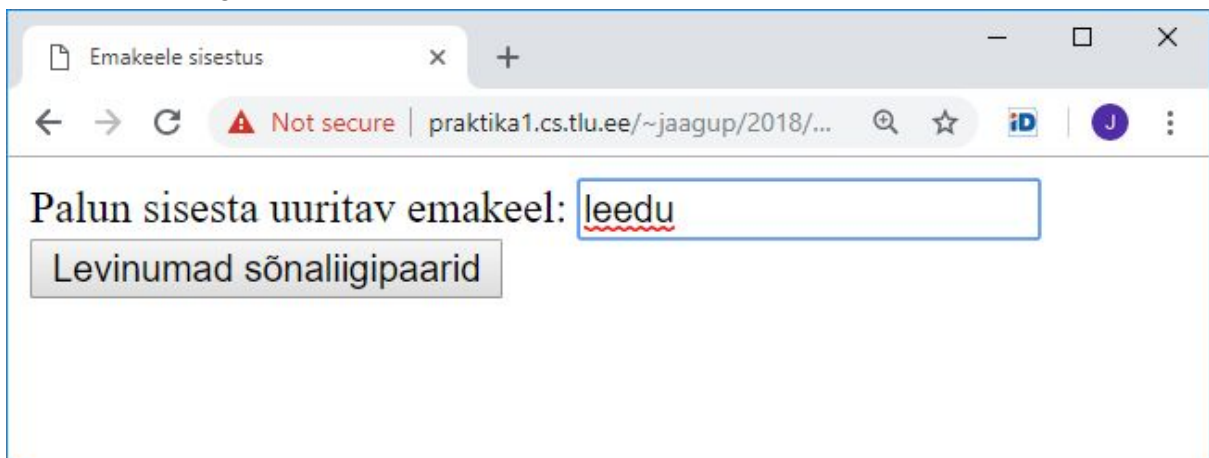 Emakeele sisestus
Not secure | praktika1.cs.tlu.ee/~jaagup/2018/... iD J
Palun sisesta uuritav emakeel: leedu
Levinumad sõnaliigipaarid